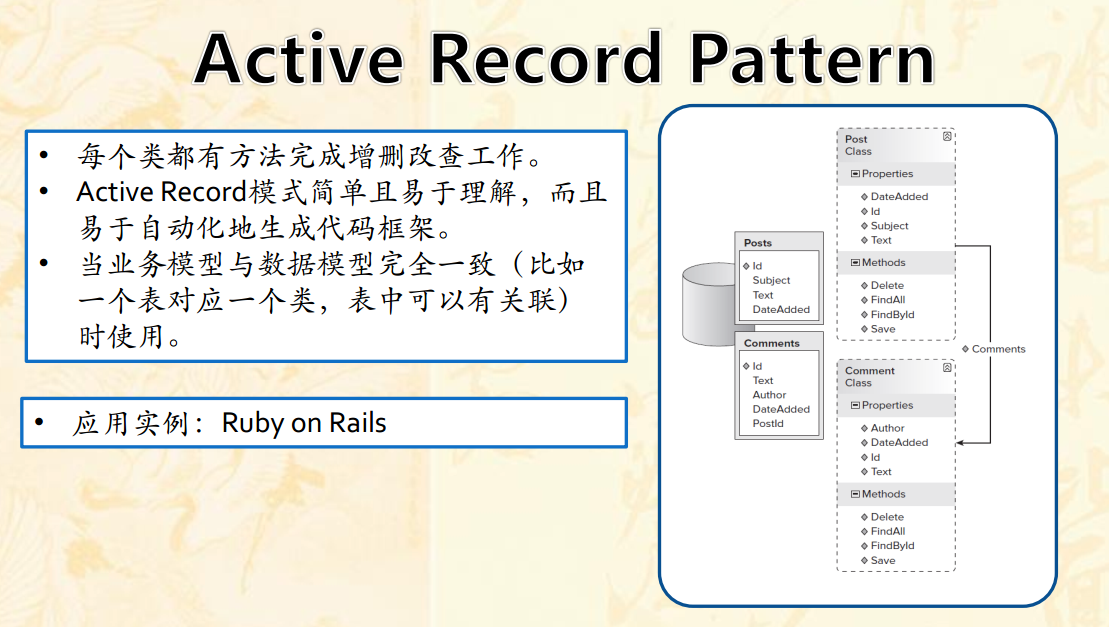 Active Record Pattern
• 每个类都有方法完成增删改查工作。
• Active Record模式简单且易于理解，而且
易于自动化地生成代码框架。
• 当业务模型与数据模型完全一致（比如
一个表对应一个类，表中可以有关联）
时使用。
• 应用实例：Ruby on Rails
Posts
Id
Subject
Text
DateAdded
Comments
Id
Text
Author
DateAdded
PostId
Post
Class
Properties
DateAdded
Id
Subject
Text
Methods
Delete
FindAll
FindById
Save
Comments
Comment
Class
Properties
Author
DateAdded
Id
Text
Methods
Delete
FindAll
FindById
Save